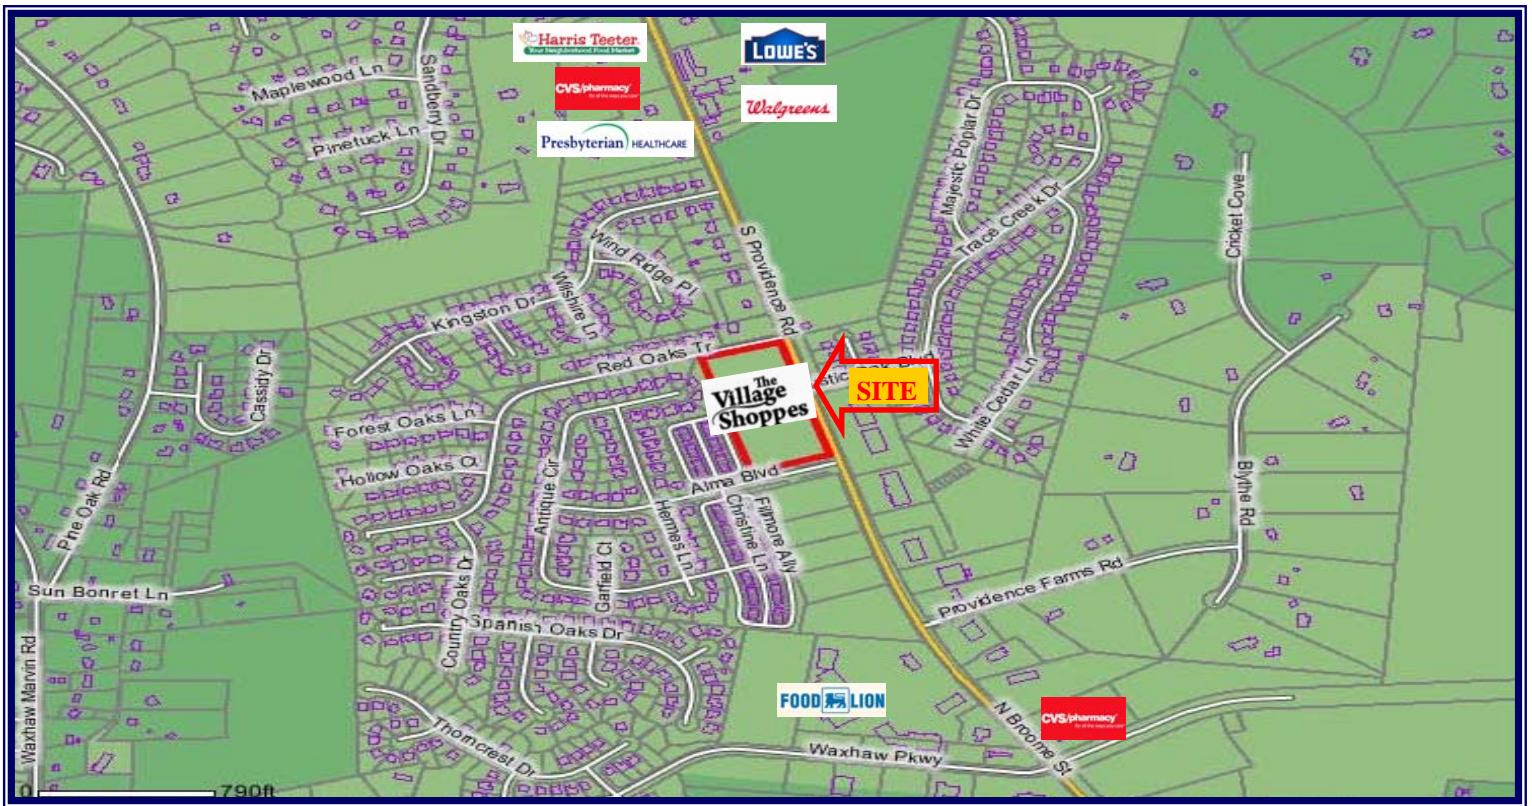 Harris Teeter
Your Neighborhood Food Market
LOWE'S
CVS/pharmacy
Walgreens
Presbyterian HEALTHCARE
Maplewood Ln
Sandberry Dr
Pinetuck Ln
Majestic Poplar Dr
Trace Creek Dr
Cricket Cove
S Providence Rd
Wind Ridge Pl
Wilshire Ln
Kingston Dr
Red Oaks Tr
Cassidy Dr
The
Village
Shoppes
SITE
White Cedar Ln
Forest Oaks Ln
Hollow Oaks Ct
Antique Cir
Alma Blvd
Pine Oak Rd
Hermes Ln
Christine Ln
Fillmore Ally
Blythe Rd
Garfield Ct
Country Oaks Dr
Sun Bonret Ln
Providence Farms Rd
Spanish Oaks Dr
Waxhaw Marvin Rd
FOOD LION
N Broome St
CVS/pharmacy
Thorncrest Dr
Waxhaw Pkwy
0 790ft